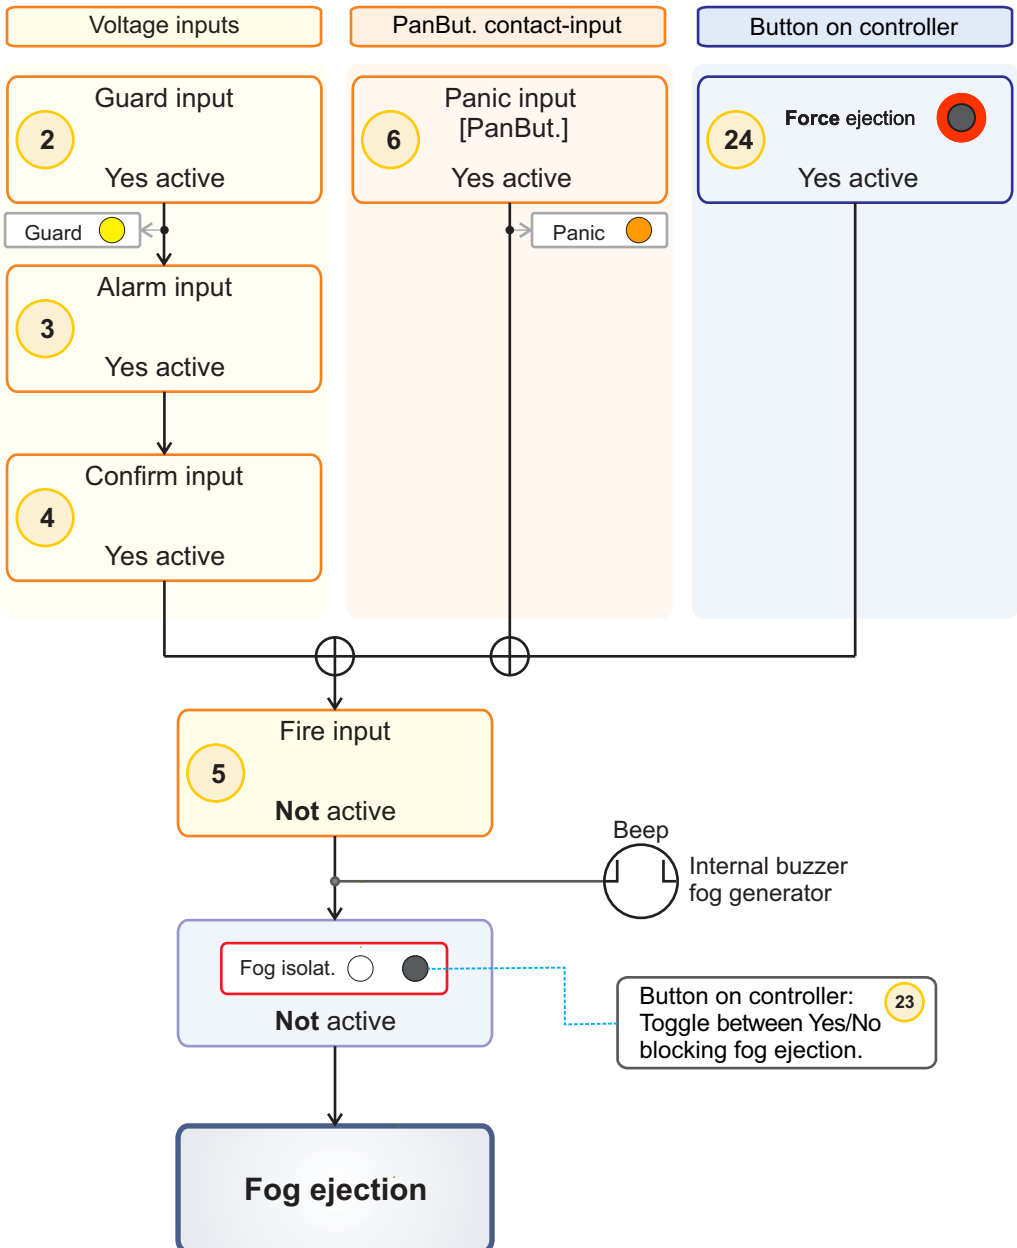 Voltage inputs
PanBut. contact-input
Button on controller
Guard input
2
Yes active
Panic input
[PanBut.]
6
Yes active
Force ejection
24
Yes active
Guard
Panic
Alarm input
3
Yes active
Confirm input
4
Yes active
Fire input
5
Not active
Beep
Internal buzzer
fog generator
Fog isolat.
Not active
Button on controller:
23
Toggle between Yes/No
blocking fog ejection.
Fog ejection